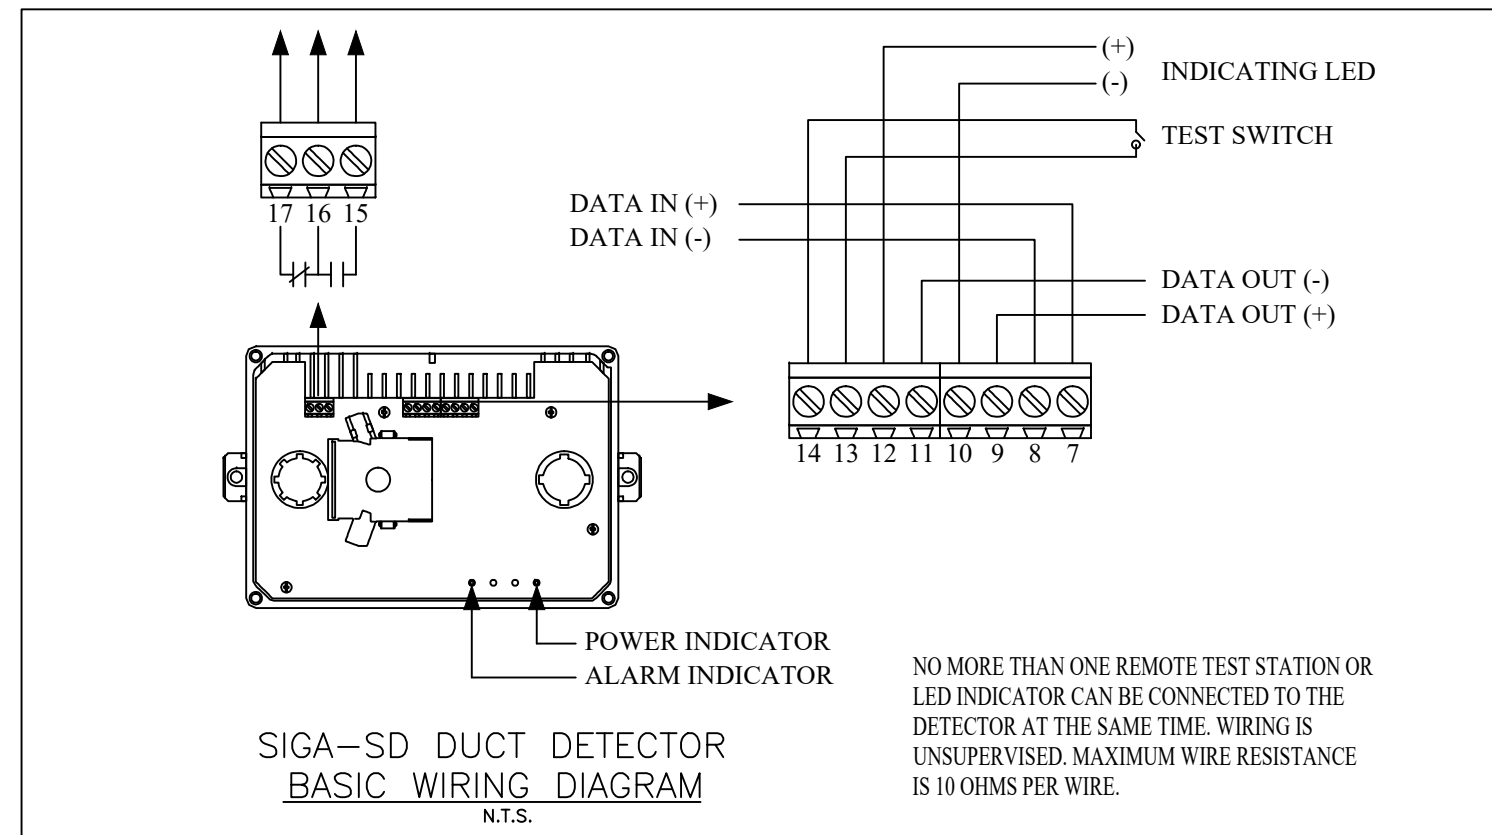 (+)
(-)
INDICATING LED
TEST SWITCH
17 16 15
DATA IN (+)
DATA IN (-)
DATA OUT (-)
DATA OUT (+)
14 13 12 11 10 9 8 7
POWER INDICATOR
ALARM INDICATOR
NO MORE THAN ONE REMOTE TEST STATION OR
LED INDICATOR CAN BE CONNECTED TO THE
DETECTOR AT THE SAME TIME. WIRING IS
UNSUPERVISED. MAXIMUM WIRE RESISTANCE
IS 10 OHMS PER WIRE.
SIGA-SD DUCT DETECTOR
BASIC WIRING DIAGRAM
N.T.S.